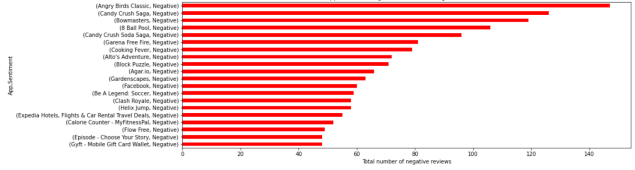 (Angry Birds Classic, Negative)
(Candy Crush Saga, Negative)
(Bowmasters, Negative)
(8 Ball Pool, Negative)
(Candy Crush Soda Saga, Negative)
(Garena Free Fire, Negative)
(Cooking Fever, Negative)
(Alto's Adventure, Negative)
(Block Puzzle, Negative)
(Agar.io, Negative)
(Gardenscapes, Negative)
(Facebook, Negative)
(Be A Legend: Soccer, Negative)
(Clash Royale, Negative)
(Helix Jump, Negative)
(Expedia Hotels, Flights & Car Rental Travel Deals, Negative)
(Calorie Counter - MyFitnessPal, Negative)
(Flow Free, Negative)
(Episode - Choose Your Story, Negative)
(Gyft - Mobile Gift Card Wallet, Negative)
App,Sentiment
0 20 40 60 80 100 120 140
Total number of negative reviews